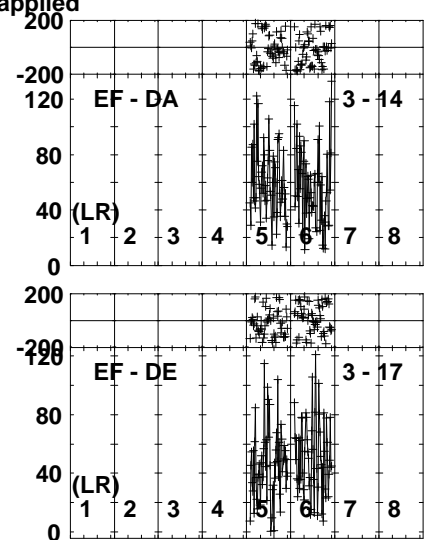 applied
200
-200
120 EF - DA 3 - 14
80
40 (LR)
1 2 3 4 5 6 7 8
0
200
-200
120
EF - DE 3 - 17
80
40 (LR)
1 2 3 4 5 6 7 8
0